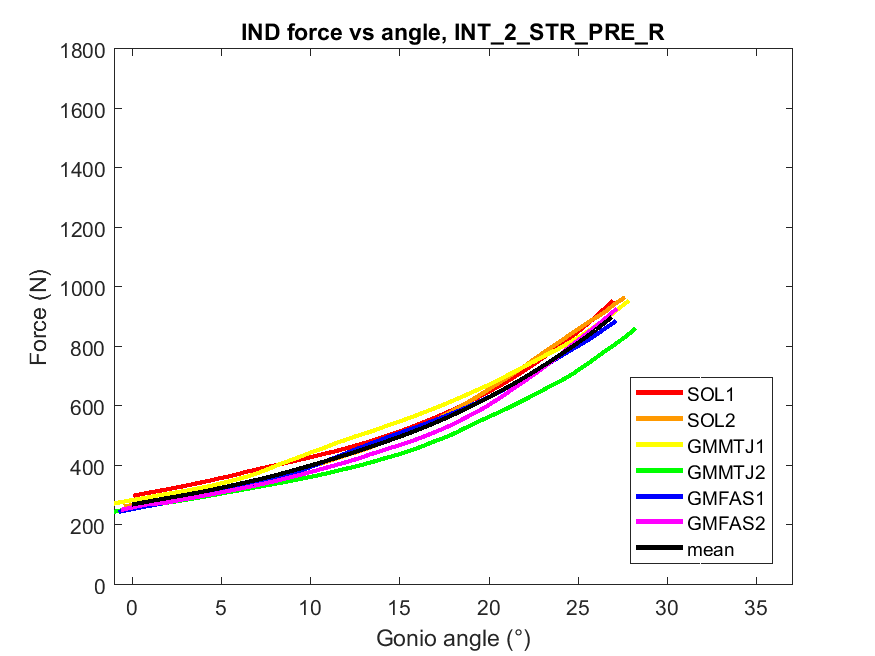 IND force vs angle, INT_2_STR_PRE_R
1800
1600
1400
1200
1000
800
600
400
200
0
Force (N)
0 5 10 15 20 25 30 35
Gonio angle (°)
SOL1
SOL2
GMMTJ1
GMMTJ2
GMFAS1
GMFAS2
mean